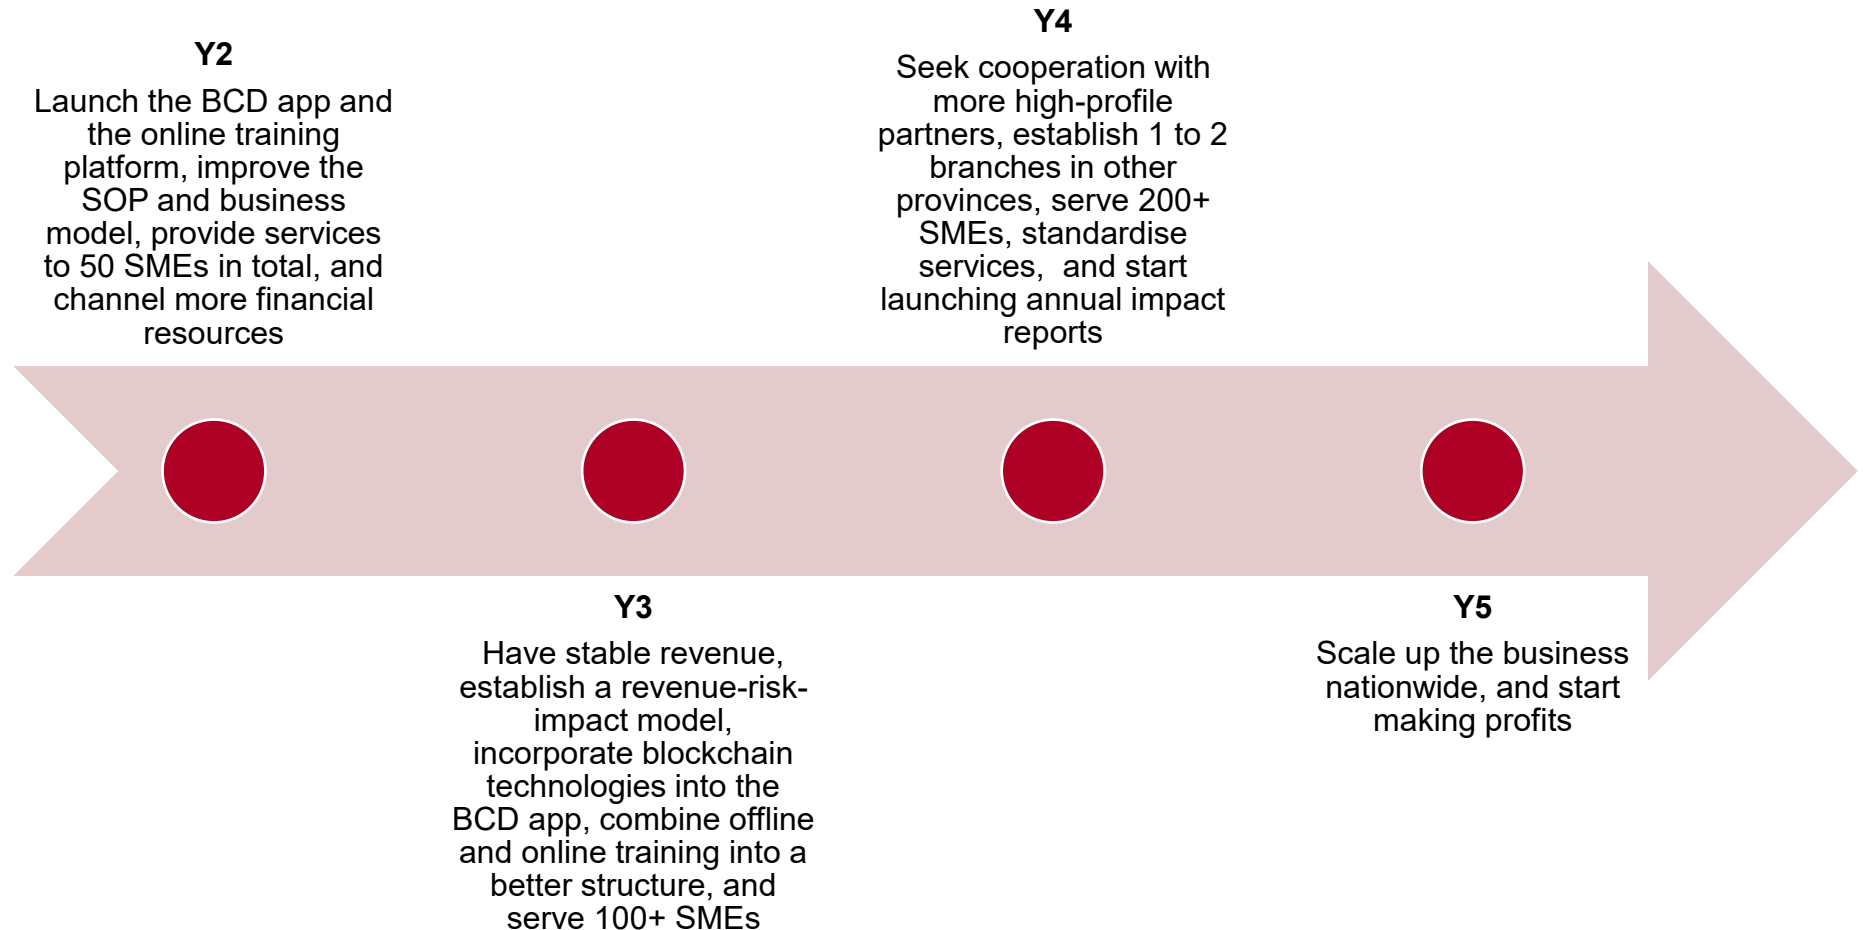 Y2
Launch the BCD app and
the online training
platform, improve the
SOP and business
model, provide services
to 50 SMEs in total, and
channel more financial
resources
Y3
Have stable revenue,
establish a revenue-risk-
impact model,
incorporate blockchain
technologies into the
BCD app, combine offline
and online training into a
better structure, and
serve 100+ SMEs
Y4
Seek cooperation with
more high-profile
partners, establish 1 to 2
branches in other
provinces, serve 200+
SMEs, standardise
services,  and start
launching annual impact
reports
Y5
Scale up the business
nationwide, and start
making profits